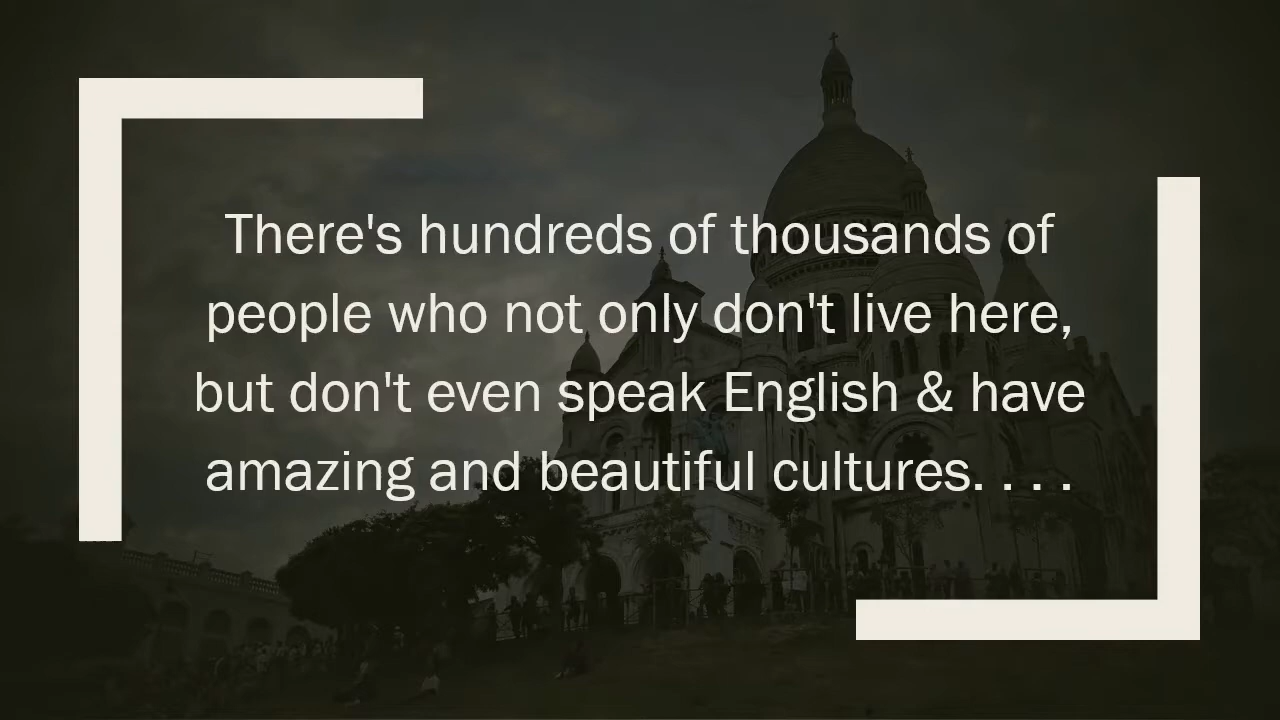 There's hundreds of thousands of
people who not only don't live here,
but don't even speak English & have
amazing and beautiful cultures. . . .